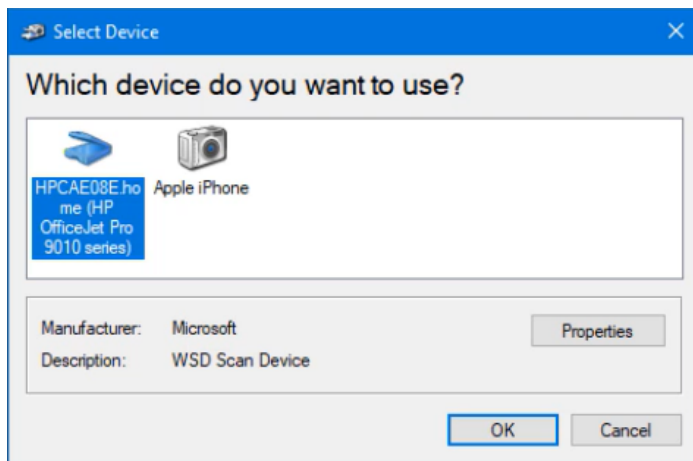 Select Device
Which device do you want to use?
HPCAE08E.ho
me (HP
OfficeJet Pro
9010 series)
Apple iPhone
Manufacturer: Microsoft
Properties
Description: WSD Scan Device
OK Cancel